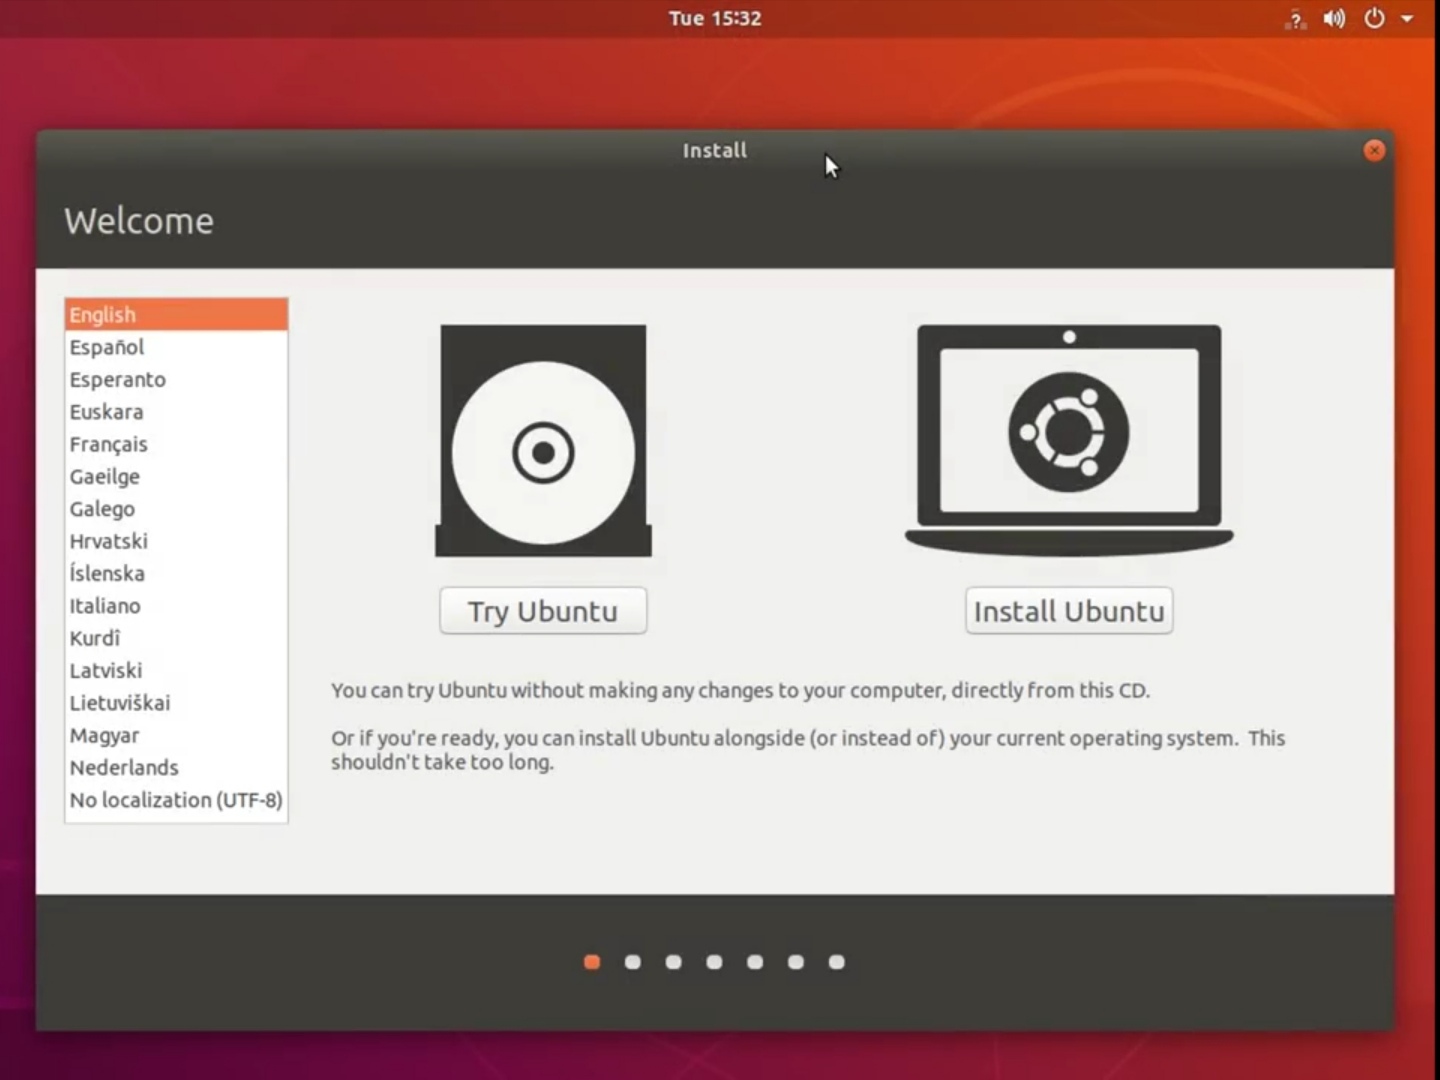 Tue 15:32
?
Install
Welcome
English
Español
Esperanto
Euskara
Français
Gaeilge
Galego
Hrvatski
Íslenska
Italiano
Kurdî
Latviski
Lietuviškai
Magyar
Nederlands
No localization (UTF-8)
Try Ubuntu
Install Ubuntu
You can try Ubuntu without making any changes to your computer, directly from this CD.
Or if you're ready, you can install Ubuntu alongside (or instead of) your current operating system.  This
shouldn't take too long.